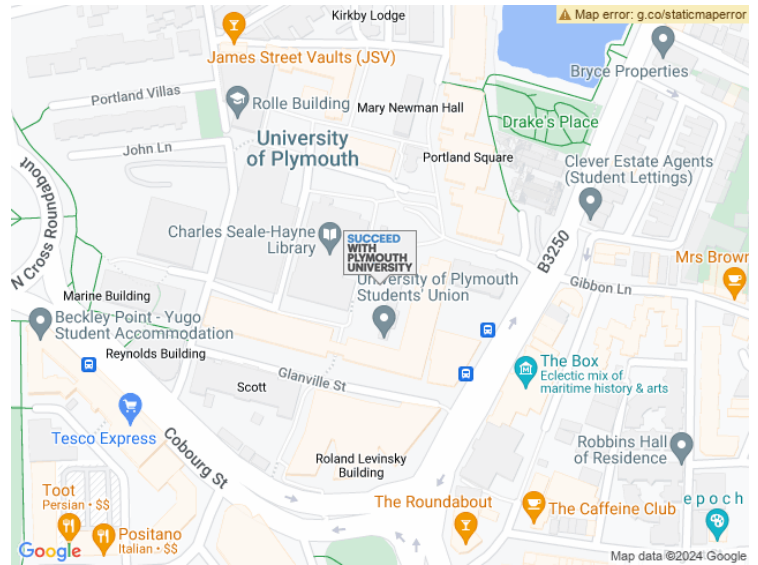 Kirkby Lodge
Map error: g.co/staticmaperror
James Street Vaults (JSV)
Bryce Properties
Portland Villas
Rolle Building
Mary Newman Hall
Drake's Place
University
of Plymouth
John Ln
Portland Square
Clever Estate Agents
(Student Lettings)
N Cross Roundabout
Charles Seale-Hayne
Library
SUCCEED
WITH
PLYMOUTH
UNIVERSITY
B3250
Mrs Brown
University of Plymouth
Students' Union
Gibbon Ln
Marine Building
Beckley Point - Yugo
Student Accommodation
Reynolds Building
The Box
Eclectic mix of
maritime history & arts
Glanville St
Scott
Tesco Express
Cobourg St
Robbins Hall
of Residence
Roland Levinsky
Building
Toot
Persian • $$
The Roundabout
The Caffeine Club
epoch
Positano
Italian • $$
Google
Map data ©2024 Google